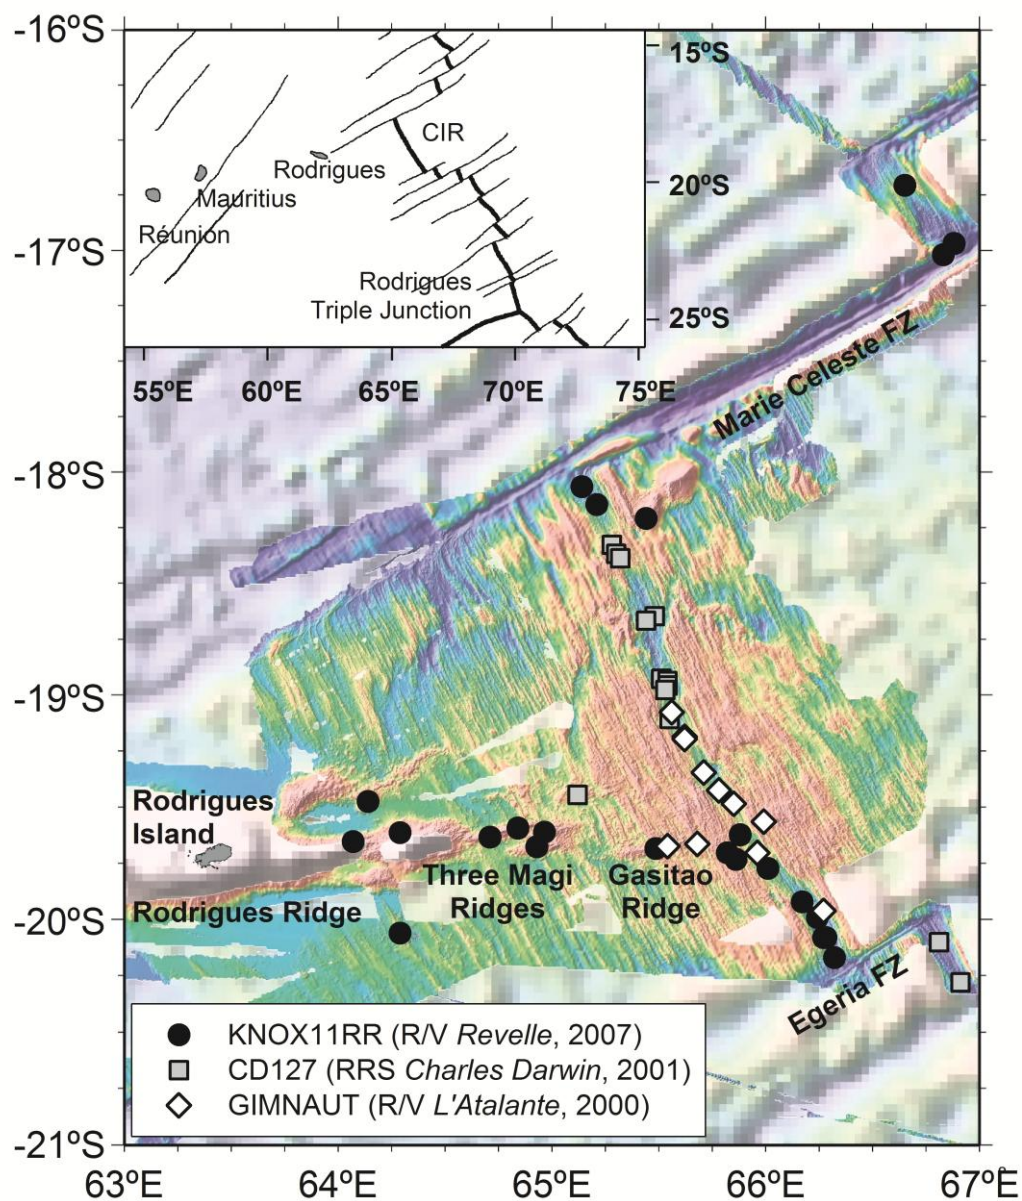 -16ºS
15ºS
CIR
Rodrigues
Mauritius
20ºS
Réunión
-17ºS
Rodrigues
Triple Junction
25ºS
55ºE 60ºE 65ºE 70ºE 75ºE
Marie Celeste FZ
-18ºS
-19ºS
Rodrigues
Island
Three Magi
Ridges
Gasitao
Ridge
Rodrigues Ridge
-20ºS
Egeria FZ
KNOX11RR (R/V Revelle, 2007)
CD127 (RRS Charles Darwin, 2001)
GIMNAUT (R/V L'Atalante, 2000)
-21ºS
63ºE 64ºE 65ºE 66ºE 67ºE